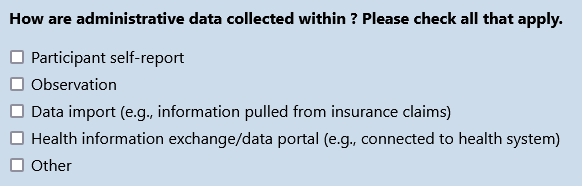 How are administrative data collected within ? Please check all that apply.
Participant self-report
Observation
Data import (e.g., information pulled from insurance claims)
Health information exchange/data portal (e.g., connected to health system)
Other